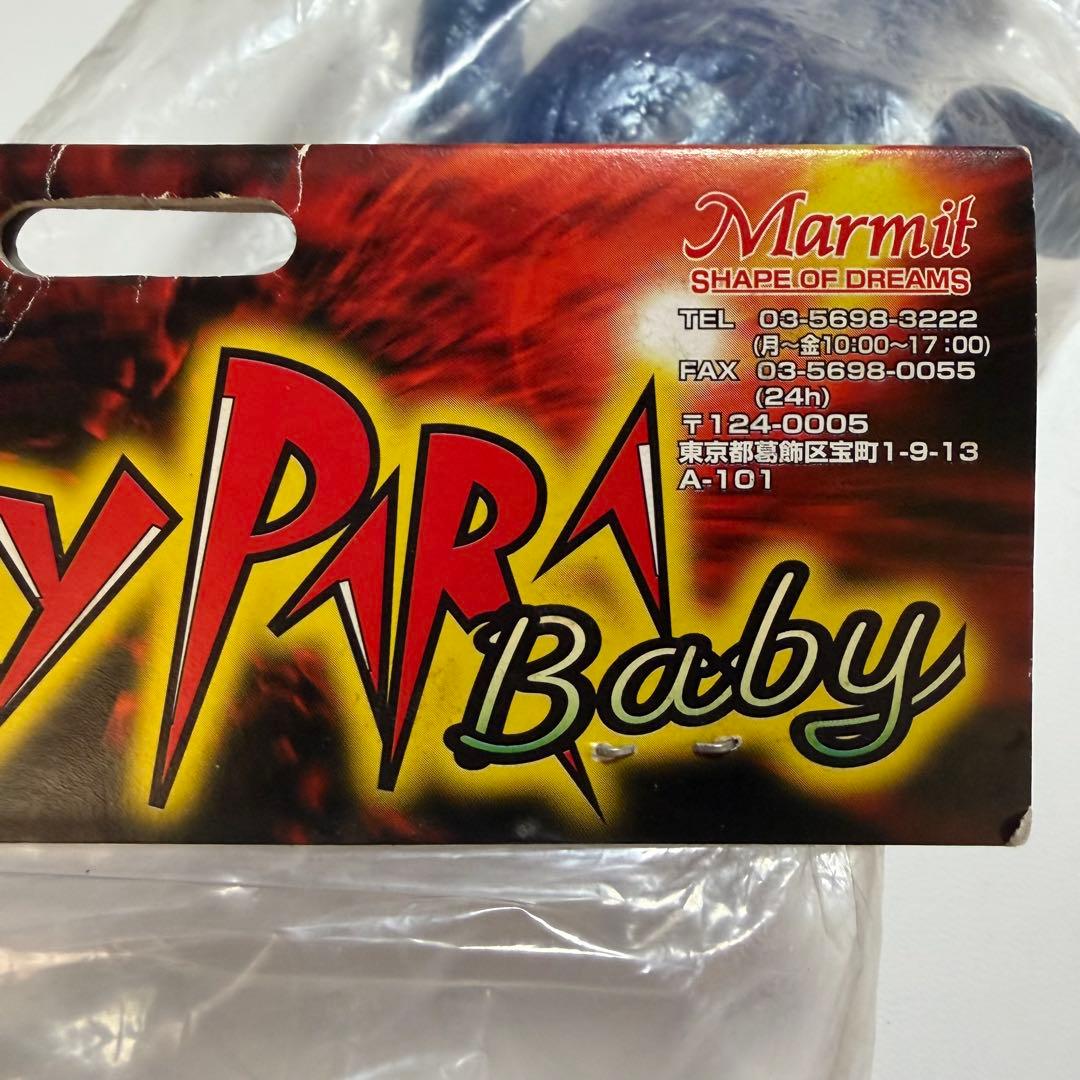 Marmit
SHAPE OF DREAMS
TEL 03-5698-3222
(月～金10:00～17:00)
FAX 03-5698-0055
(24h)
〒124-0005
東京都葛飾区宝町1-9-13
A-101
Y PARA
Baby